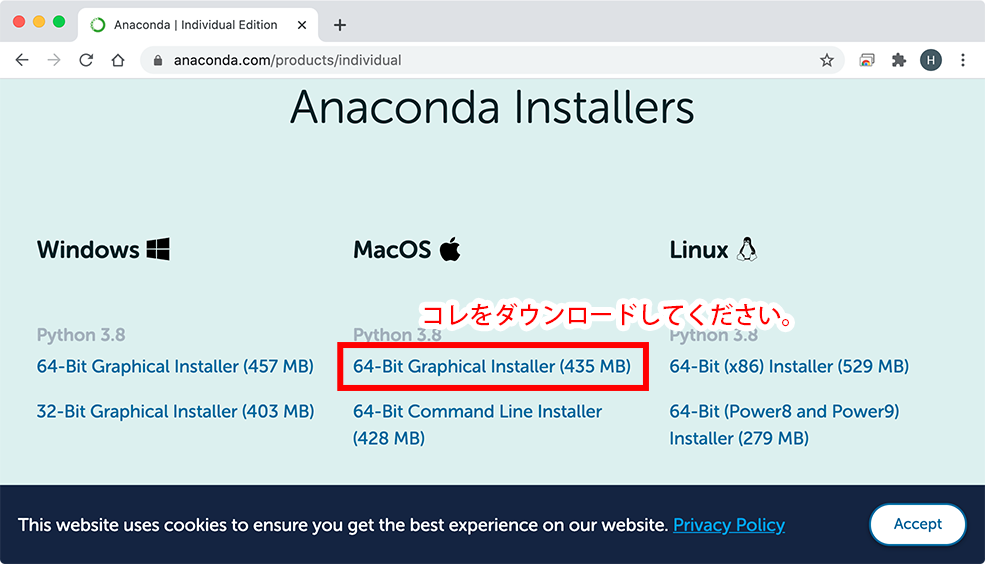 Anaconda | Individual Edition
anaconda.com/products/individual
H
Anaconda Installers
Windows
MacOS
Linux
コレをダウンロードしてください。
Python 3.8
Python 3.8
Python 3.8
64-Bit Graphical Installer (457 MB)
64-Bit Graphical Installer (435 MB)
64-Bit (x86) Installer (529 MB)
32-Bit Graphical Installer (403 MB)
64-Bit Command Line Installer
(428 MB)
64-Bit (Power8 and Power9)
Installer (279 MB)
This website uses cookies to ensure you get the best experience on our website. Privacy Policy
Accept